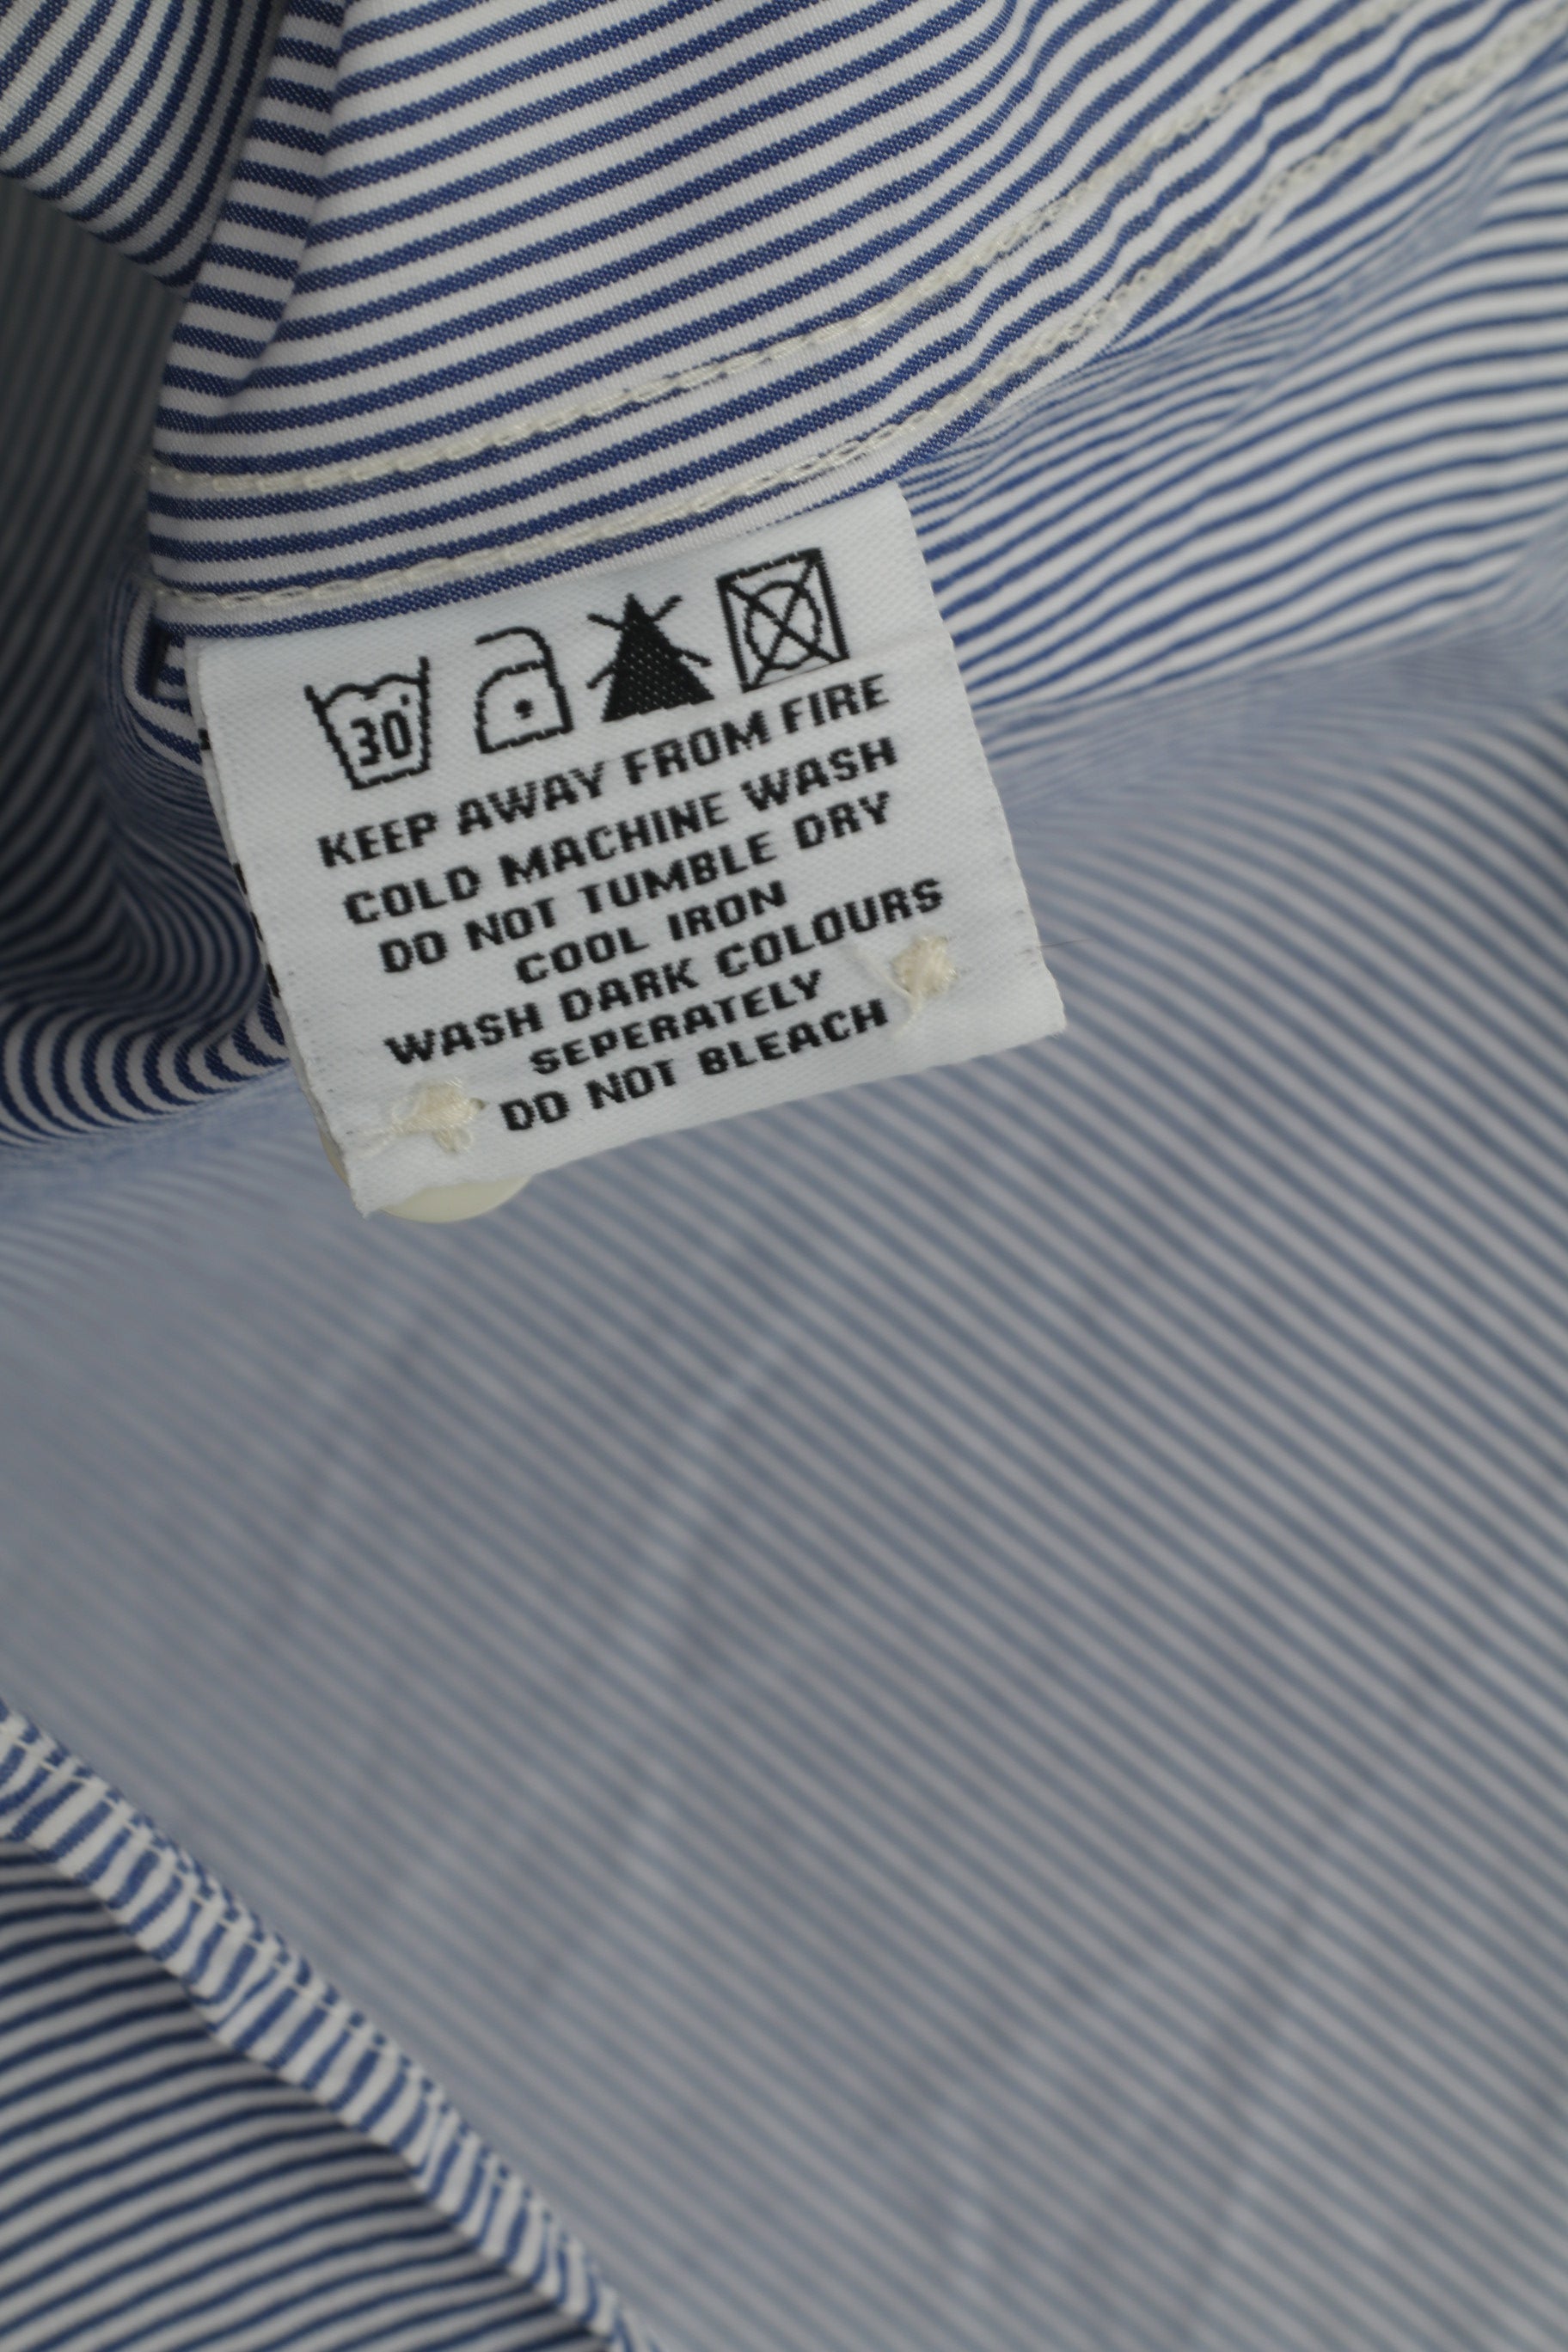 30°
KEEP AWAY FROM FIRE
COLD MACHINE WASH
DO NOT TUMBLE DRY
COOL IRON
WASH DARK COLOURS
SEPERATELY
DO NOT BLEACH